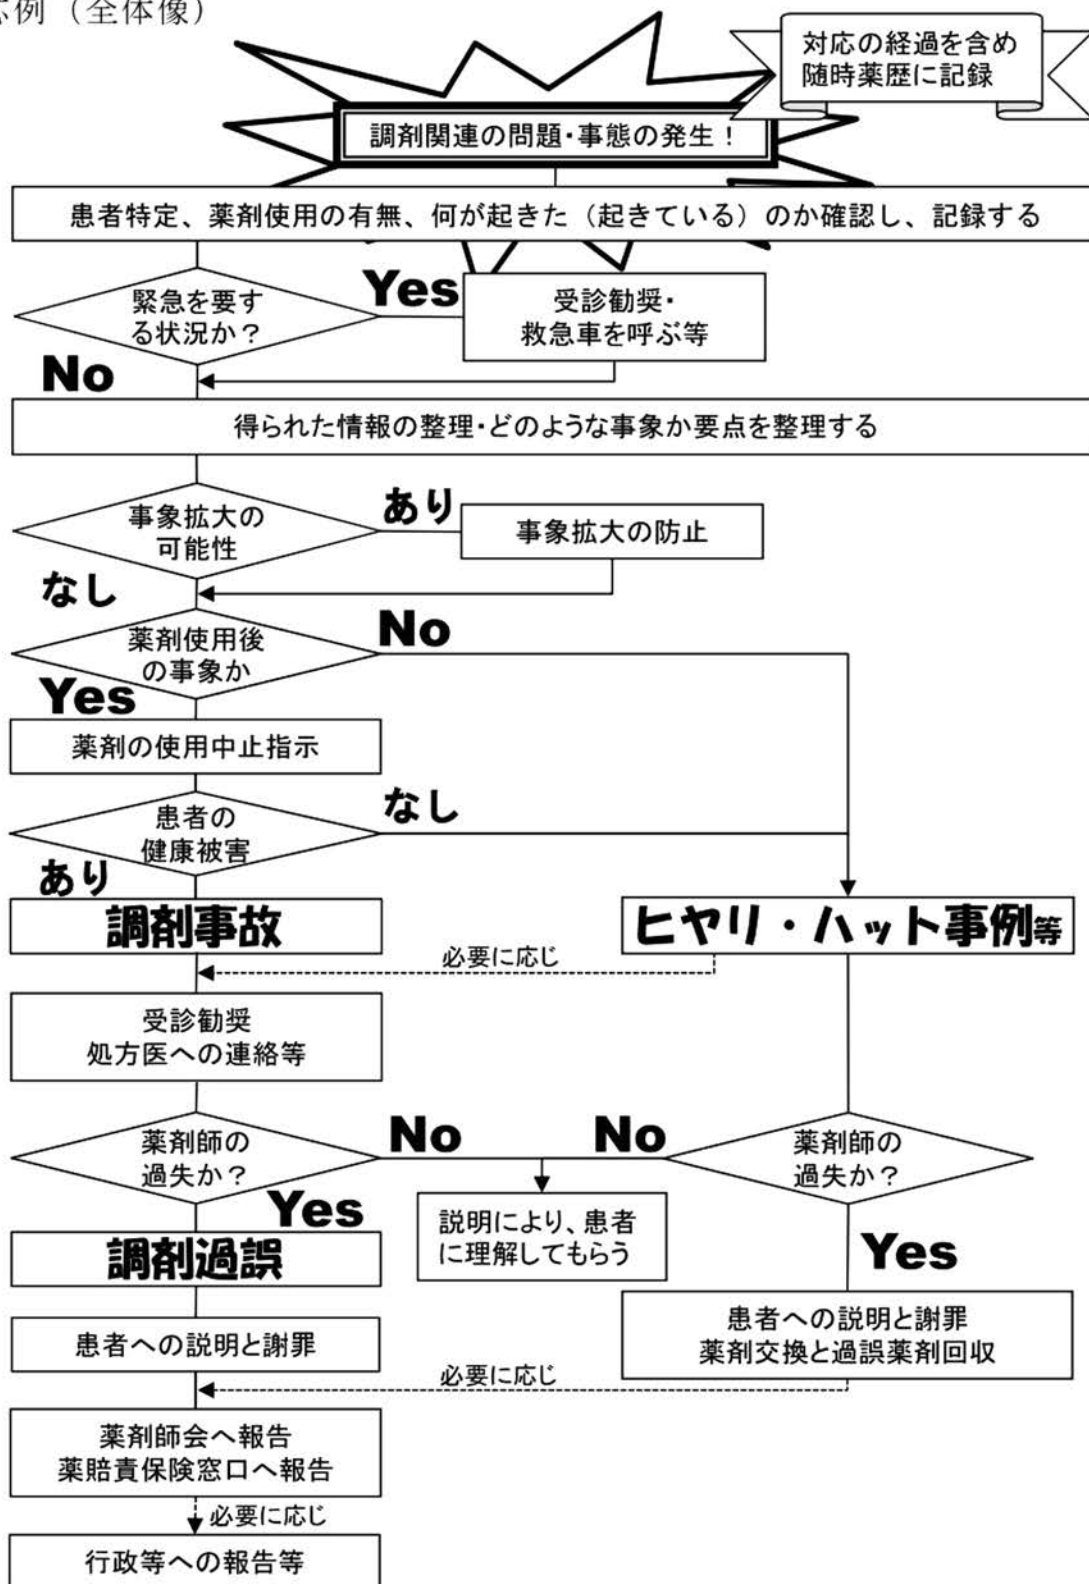 応例（全体像）
対応の経過を含め
随時薬歴に記録
調剤関連の問題・事態の発生！
患者特定、薬剤使用の有無、何が起きた（起きている）のか確認し、記録する
緊急を要す
る状況か？
Yes
受診勧奨・
救急車を呼ぶ等
No
得られた情報の整理・どのような事象か要点を整理する
事象拡大の
可能性
あり
事象拡大の防止
なし
薬剤使用後
の事象か
No
Yes
薬剤の使用中止指示
患者の
健康被害
なし
あり
調剤事故
ヒヤリ・ハット事例等
必要に応じ
受診勧奨
処方医への連絡等
薬剤師の
過失か？
No
No
薬剤師の
過失か？
Yes
説明により、患者
に理解してもらう
Yes
調剤過誤
患者への説明と謝罪
患者への説明と謝罪
薬剤交換と過誤薬剤回収
必要に応じ
薬剤師会へ報告
薬賠責保険窓口へ報告
必要に応じ
行政等への報告等